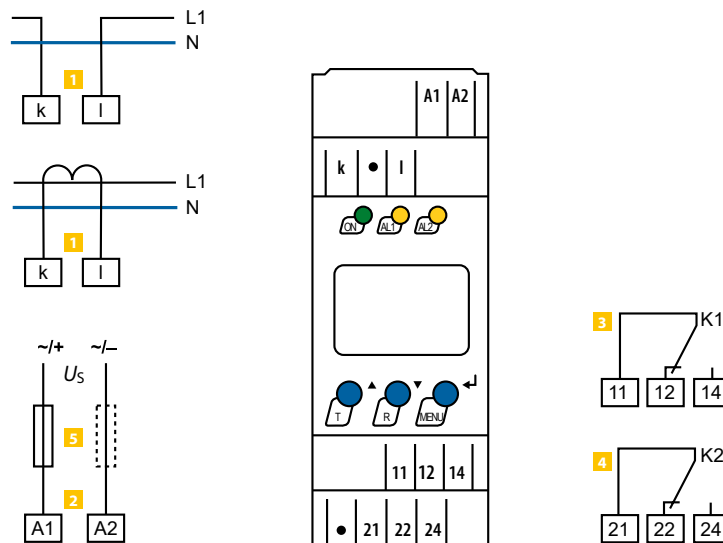 L1
N
1
k l
L1
N
1
k l
~/+ ~/–
US
5
2
A1 A2
A1 A2
k • l
ON AL1 AL2
T R MENU
11 12 14
• 21 22 24
3
K1
11 12 14
4
K2
21 22 24